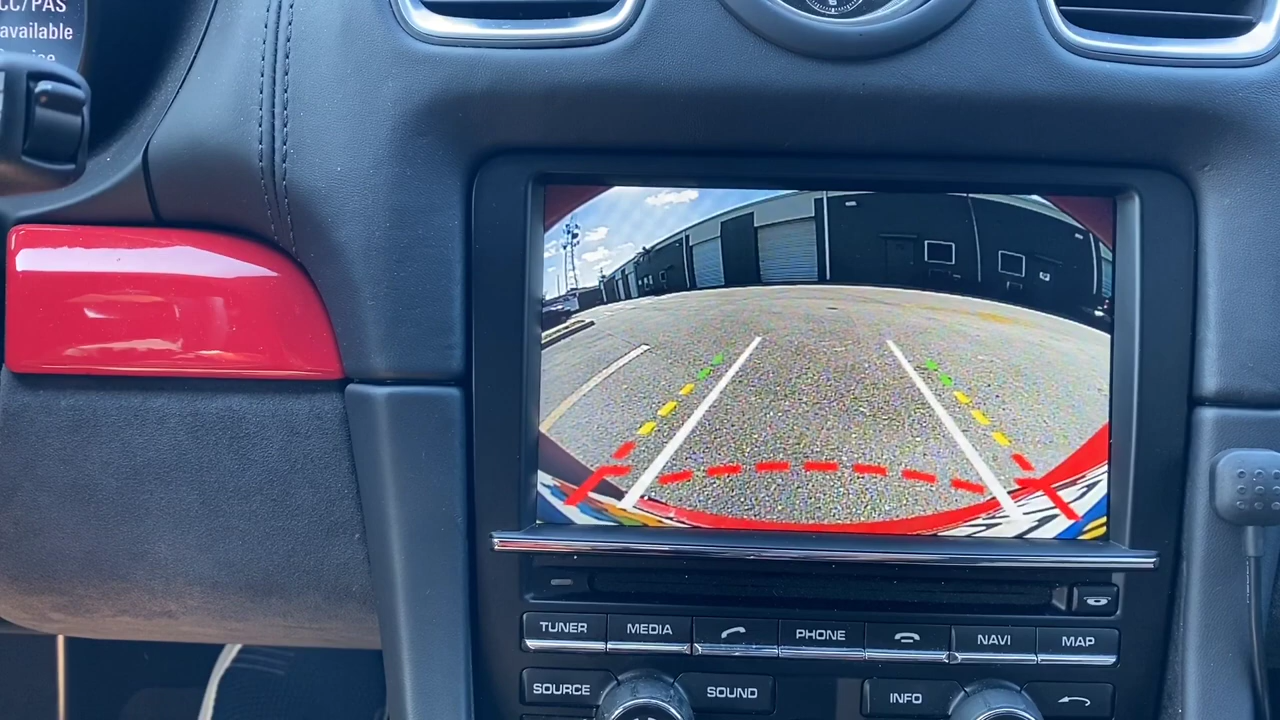 CC/PAS
available
TUNER
MEDIA
PHONE
NAVI
MAP
SOURCE
SOUND
INFO